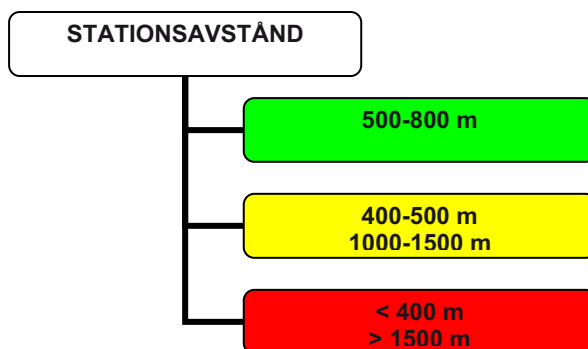 STATIONSAVSTÅND
500-800 m
400-500 m
1000-1500 m
< 400 m
> 1500 m